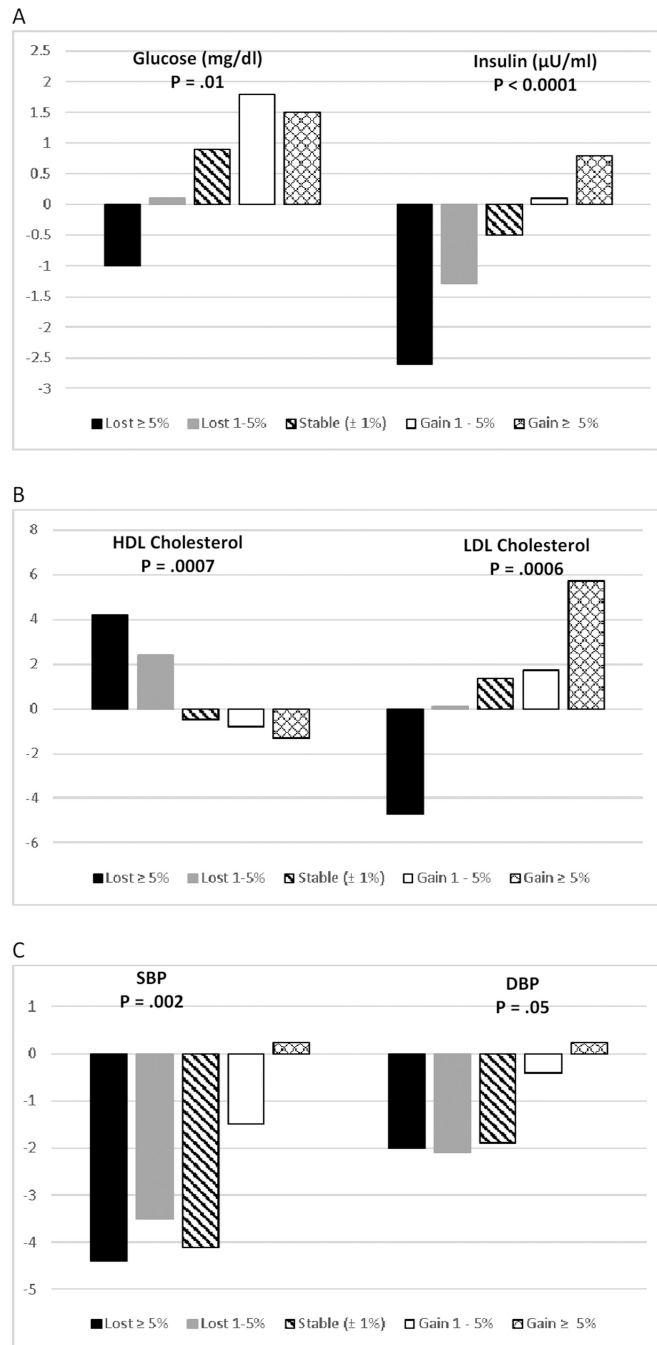 A
Glucose (mg/dl)
P = .01
Insulin (µU/ml)
P < 0.0001
2.5
2
1.5
1
0.5
0
-0.5
-1
-1.5
-2
-2.5
-3
Lost ≥ 5% Lost 1-5% Stable (± 1%) Gain 1 - 5% Gain ≥ 5%
B
HDL Cholesterol
P = .0007
LDL Cholesterol
P = .0006
8
6
4
2
0
-2
-4
-6
Lost ≥ 5% Lost 1-5% Stable (± 1%) Gain 1 - 5% Gain ≥ 5%
C
SBP
P = .002
DBP
P = .05
1
0
-1
-2
-3
-4
-5
Lost ≥ 5% Lost 1-5% Stable (± 1%) Gain 1 - 5% Gain ≥ 5%